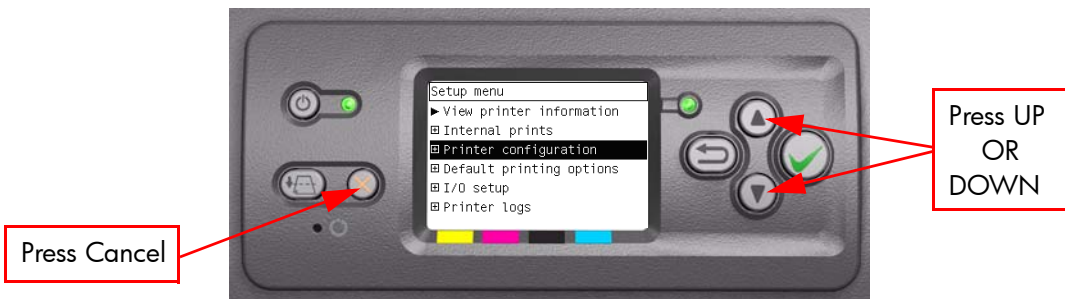 Setup menu
View printer information
Internal prints
Printer configuration
Default printing options
I/O setup
Printer logs
Press UP
OR
DOWN
Press Cancel